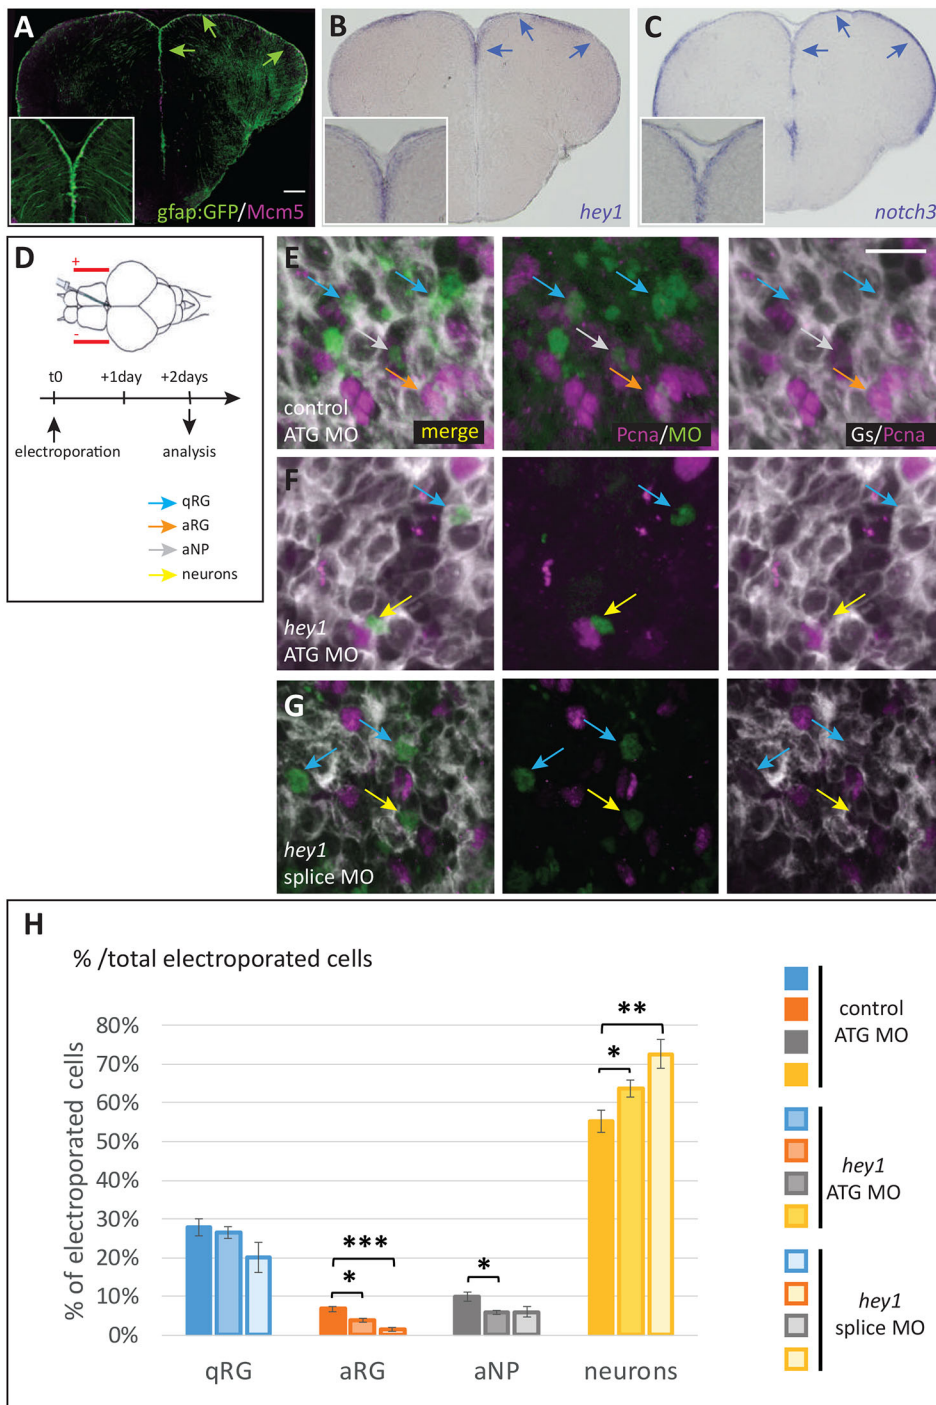 A
gfap:GFP/Mcm5
B
hey1
C
notch3
D
+
-
t0
+1day
+2days
electroporation
analysis
qRG
aRG
aNP
neurons
E
control
ATG MO
merge
Pcna/MO
Gs/Pcna
F
hey1
ATG MO
G
hey1
splice MO
H
% /total electroporated cells
% of electroporated cells
80%
70%
60%
50%
40%
30%
20%
10%
0%
***
*
*
**
*
qRG
aRG
aNP
neurons
control
ATG MO
hey1
ATG MO
hey1
splice MO